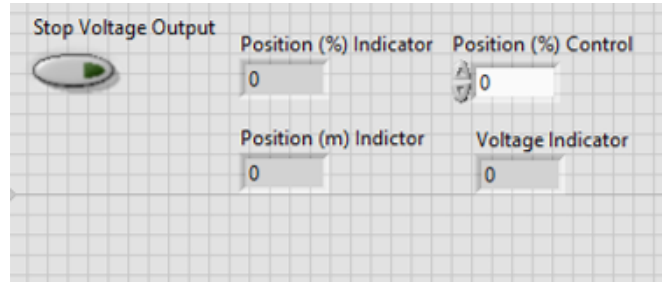 Stop Voltage Output
Position (%) Indicator
Position (%) Control
0
0
Position (m) Indictor
Voltage Indicator
0
0